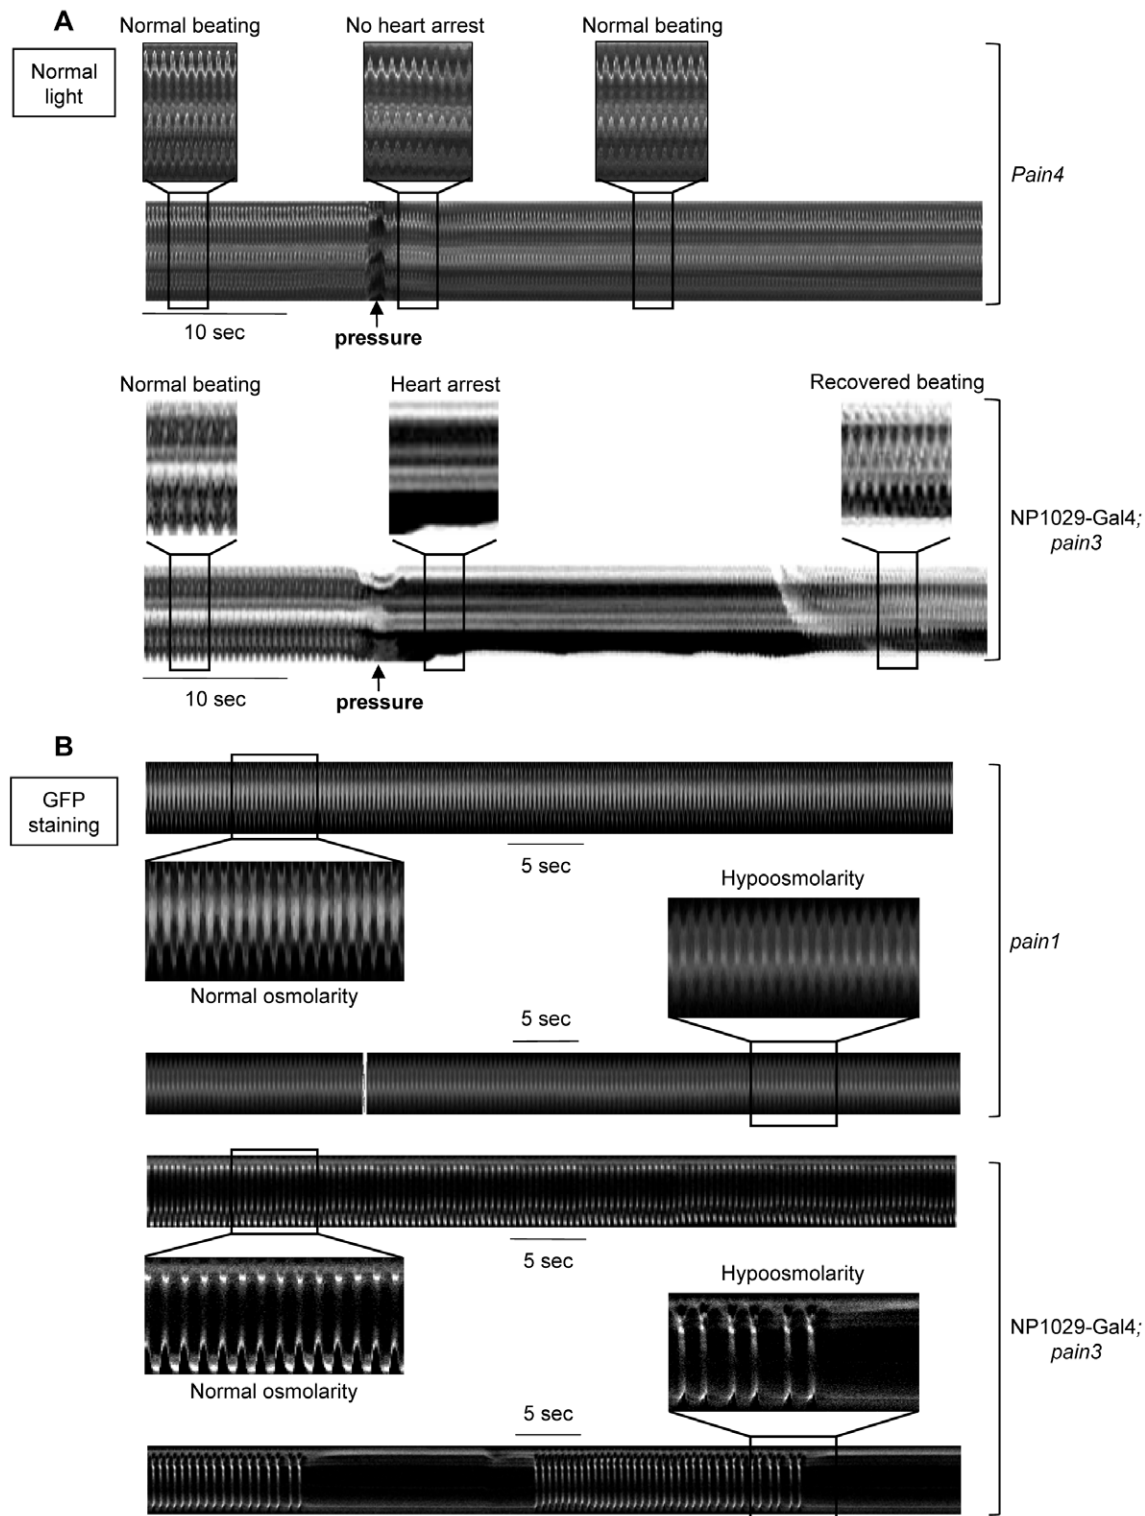 A
Normal beating
No heart arrest
Normal beating
Normal
light
Pain4
10 sec
pressure
Normal beating
Heart arrest
Recovered beating
NP1029-Gal4;
pain3
10 sec
pressure
B
GFP
staining
5 sec
Hypoosmolarity
pain1
Normal osmolarity
5 sec
5 sec
Hypoosmolarity
NP1029-Gal4;
pain3
Normal osmolarity
5 sec